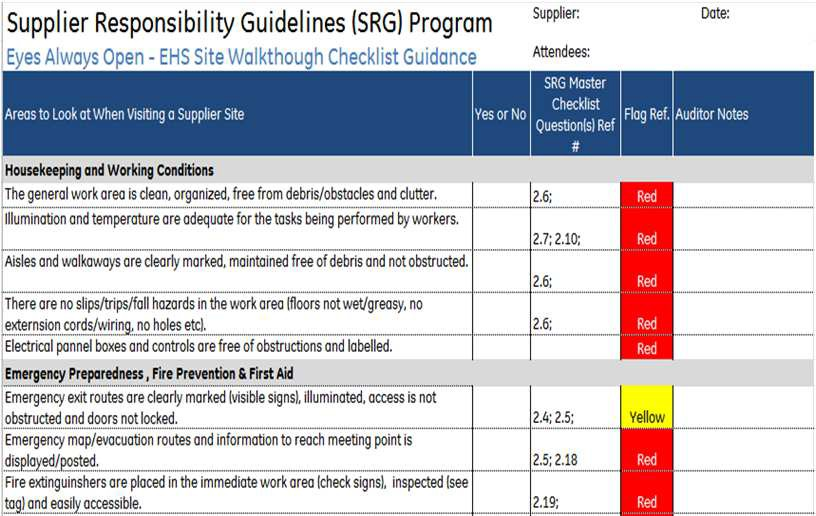 Supplier Responsibility Guidelines (SRG) Program
Supplier:
Date:
Eyes Always Open - EHS Site Walkthough Checklist Guidance
Attendees:
Areas to Look at When Visiting a Supplier Site
Yes or No
SRG Master
Checklist
Question(s) Ref
#
Flag Ref.
Auditor Notes
Housekeeping and Working Conditions
The general work area is clean, organized, free from debris/obstacles and clutter.
2.6;
Red
Illumination and temperature are adequate for the tasks being performed by workers.
2.7; 2.10;
Red
Aisles and walkaways are clearly marked, maintained free of debris and not obstructed.
2.6;
Red
There are no slips/trips/fall hazards in the work area (floors not wet/greasy, no
externsion cords/wiring, no holes etc).
2.6;
Red
Electrical pannel boxes and controls are free of obstructions and labelled.
Red
Emergency Preparedness , Fire Prevention & First Aid
Emergency exit routes are clearly marked (visible signs), illuminated, access is not
obstructed and doors not locked.
2.4; 2.5;
Yellow
Emergency map/evacuation routes and information to reach meeting point is
displayed/posted.
2.5; 2.18
Red
Fire extinguinshers are placed in the immediate work area (check signs),  inspected (see
tag) and easily accessible.
2.19;
Red